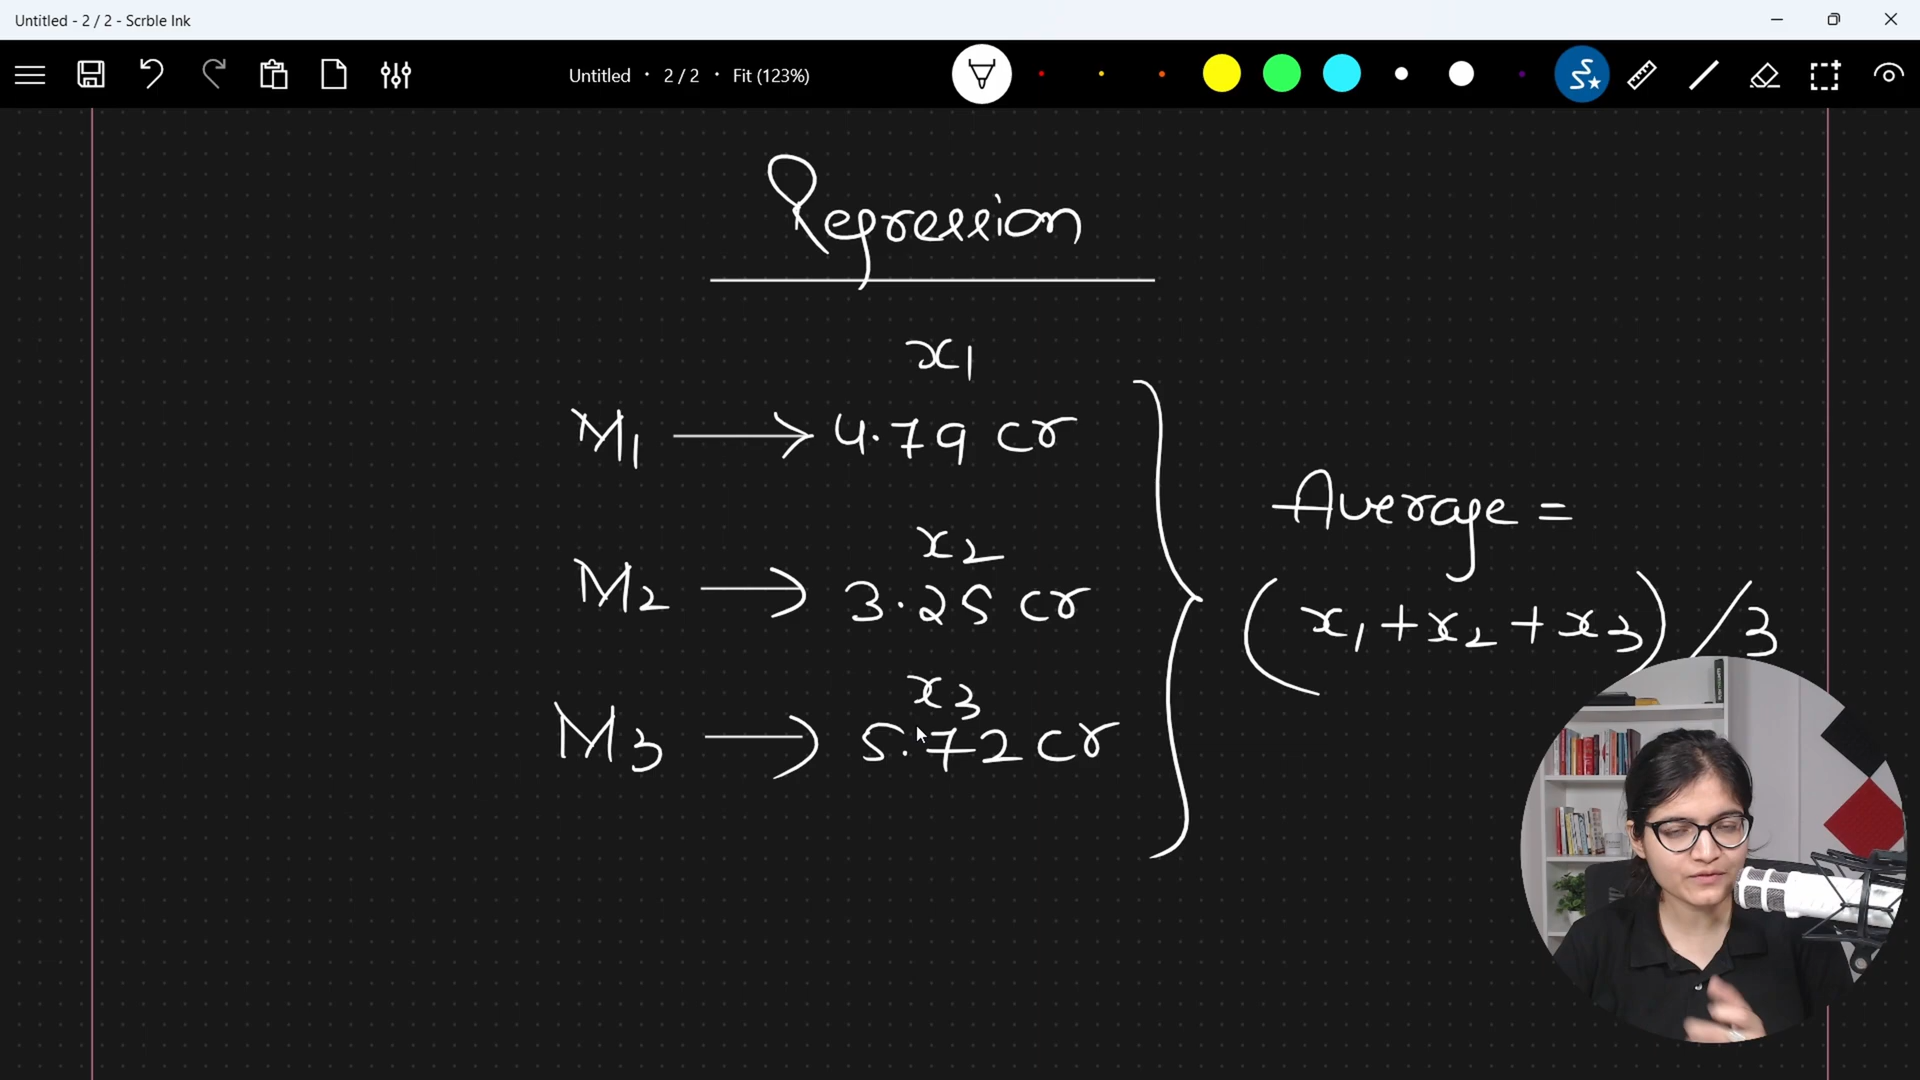 Untitled - 2 / 2 - Scrble Ink
Untitled • 2 / 2 • Fit (123%)
Regression
x1
M1 → 4.79 cr
x2
M2 → 3.25 cr
x3
M3 → 5.72 cr
Average =
(x1 + x2 + x3) / 3